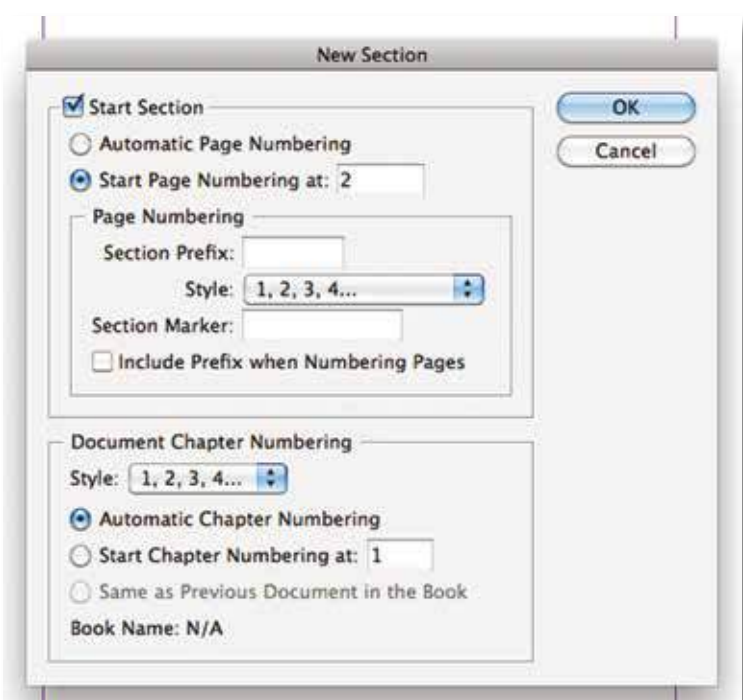 New Section
Start Section
OK
Automatic Page Numbering
Cancel
Start Page Numbering at: 2
Page Numbering
Section Prefix:
Style: 1, 2, 3, 4...
Section Marker:
Include Prefix when Numbering Pages
Document Chapter Numbering
Style: 1, 2, 3, 4...
Automatic Chapter Numbering
Start Chapter Numbering at: 1
Same as Previous Document in the Book
Book Name: N/A